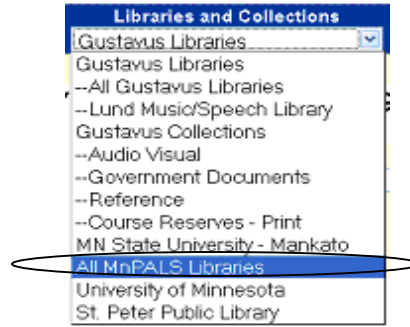 Libraries and Collections
Gustavus Libraries
Gustavus Libraries
--All Gustavus Libraries
--Lund Music/Speech Library
Gustavus Collections
--Audio Visual
--Government Documents
--Reference
--Course Reserves - Print
MN State University - Mankato
All MnPALS Libraries
University of Minnesota
St. Peter Public Library